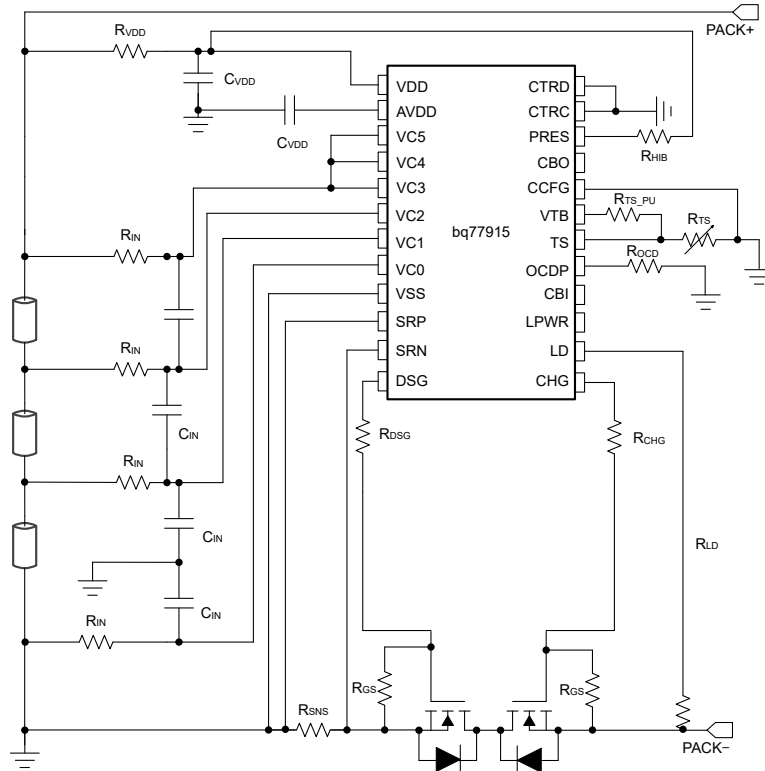 PACK+
RVDD
CVDD
CVDD
VDD
AVDD
VC5
VC4
VC3
VC2
VC1
VC0
VSS
SRP
SRN
DSG
bq77915
CTRD
CTRC
PRES
CBO
CCFG
VTB
TS
OCDP
CBI
LPWR
LD
CHG
RHIB
RTS_PU
RTS
ROCD
RIN
RIN
CIN
RIN
CIN
CIN
RIN
RDSG
RCHG
RLD
RGS
RGS
RSNS
PACK–